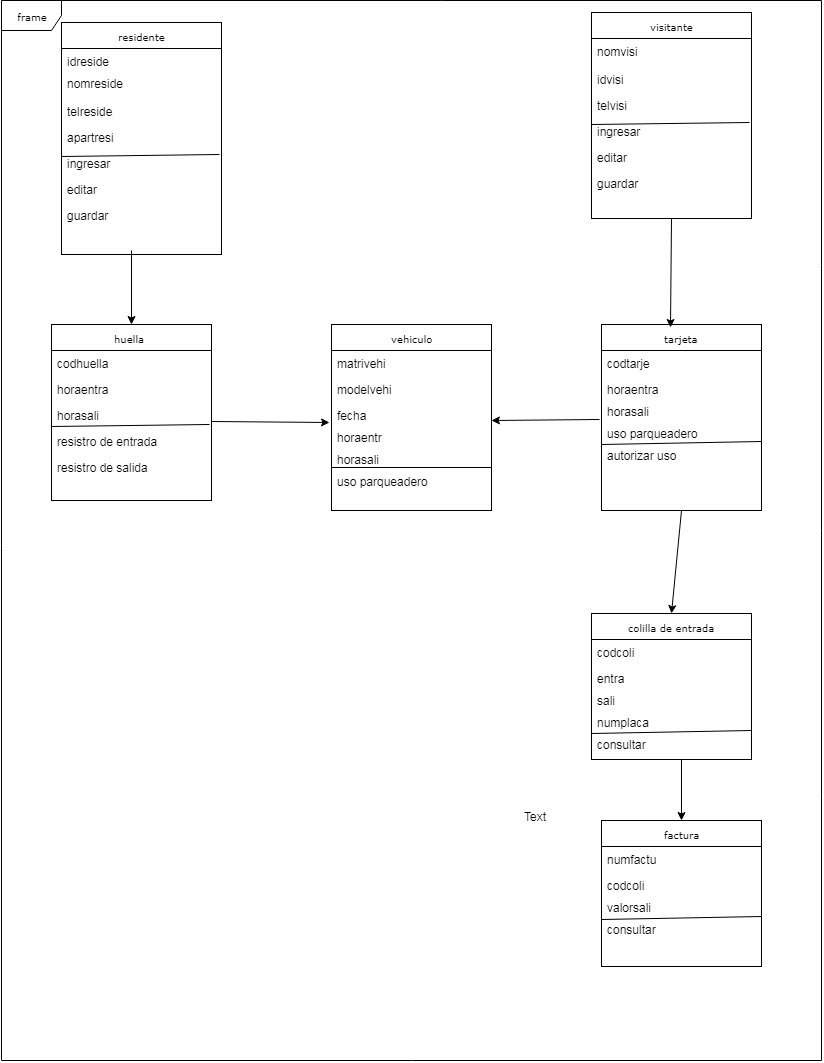 frame
residente
idreside
nomreside
telreside
apartresi
ingresar
editar
guardar
visitante
nomvisi
idvisi
telvisi
ingresar
editar
guardar
huella
codhuella
horaentra
horasali
resistro de entrada
resistro de salida
vehiculo
matrivehi
modelvehi
fecha
horaentr
horasali
uso parqueadero
tarjeta
codtarje
horaentra
horasali
uso parqueadero
autorizar uso
colilla de entrada
codcoli
entra
sali
numplaca
consultar
Text
factura
numfactu
codcoli
valorsali
consultar